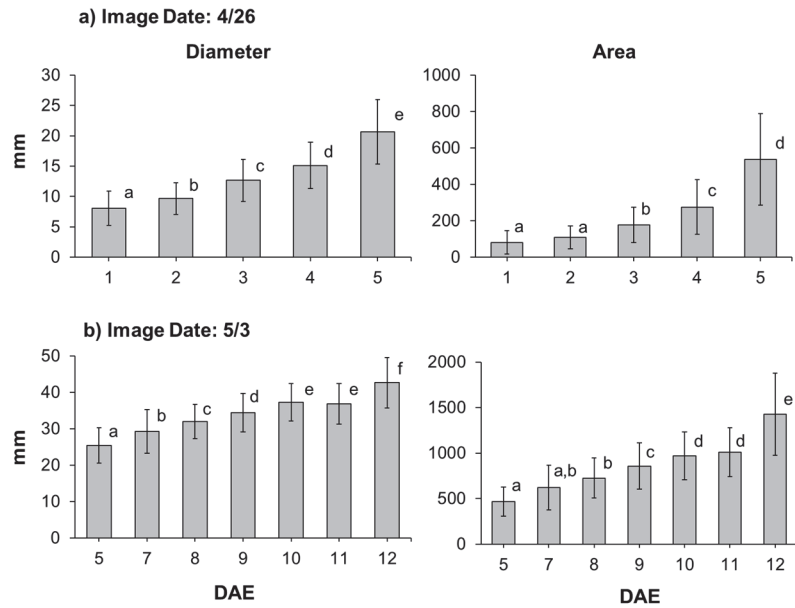 a) Image Date: 4/26
Diameter
Area
mm
30
25
20
15
10
5
0
a
b
c
d
e
1 2 3 4 5
1000
800
600
400
200
0
a
a
b
c
d
1 2 3 4 5
b) Image Date: 5/3
mm
50
40
30
20
10
0
a
b
c
d
e
e
f
5 7 8 9 10 11 12
DAE
2000
1500
1000
500
0
a
a,b
b
c
d
d
e
5 7 8 9 10 11 12
DAE